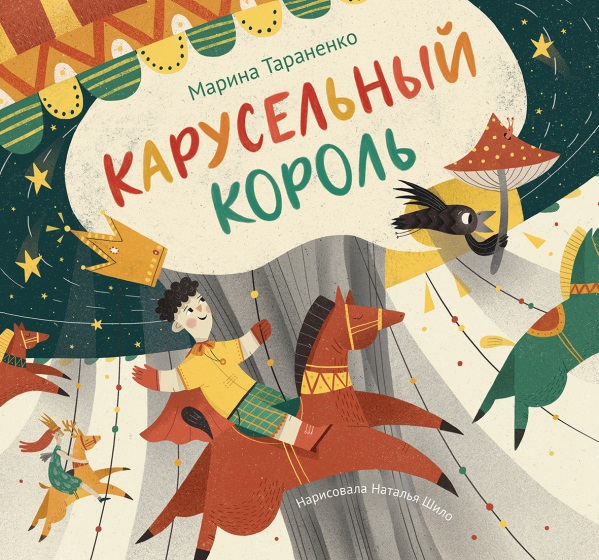 Марина Тараненко
КАРУСЕЛЬНЫЙ
КОРОЛЬ
Нарисовала Наталья Шило